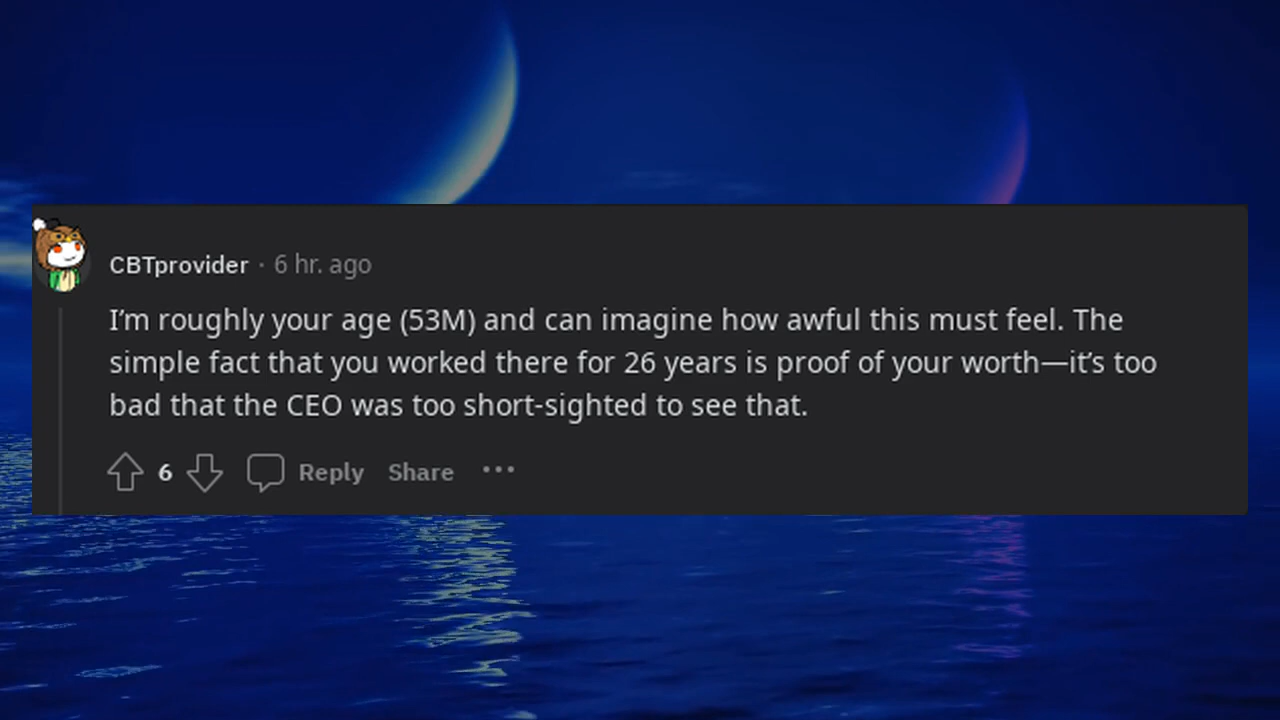 CBTprovider · 6 hr. ago
I’m roughly your age (53M) and can imagine how awful this must feel. The
simple fact that you worked there for 26 years is proof of your worth—it’s too
bad that the CEO was too short-sighted to see that.
6 Reply Share •••